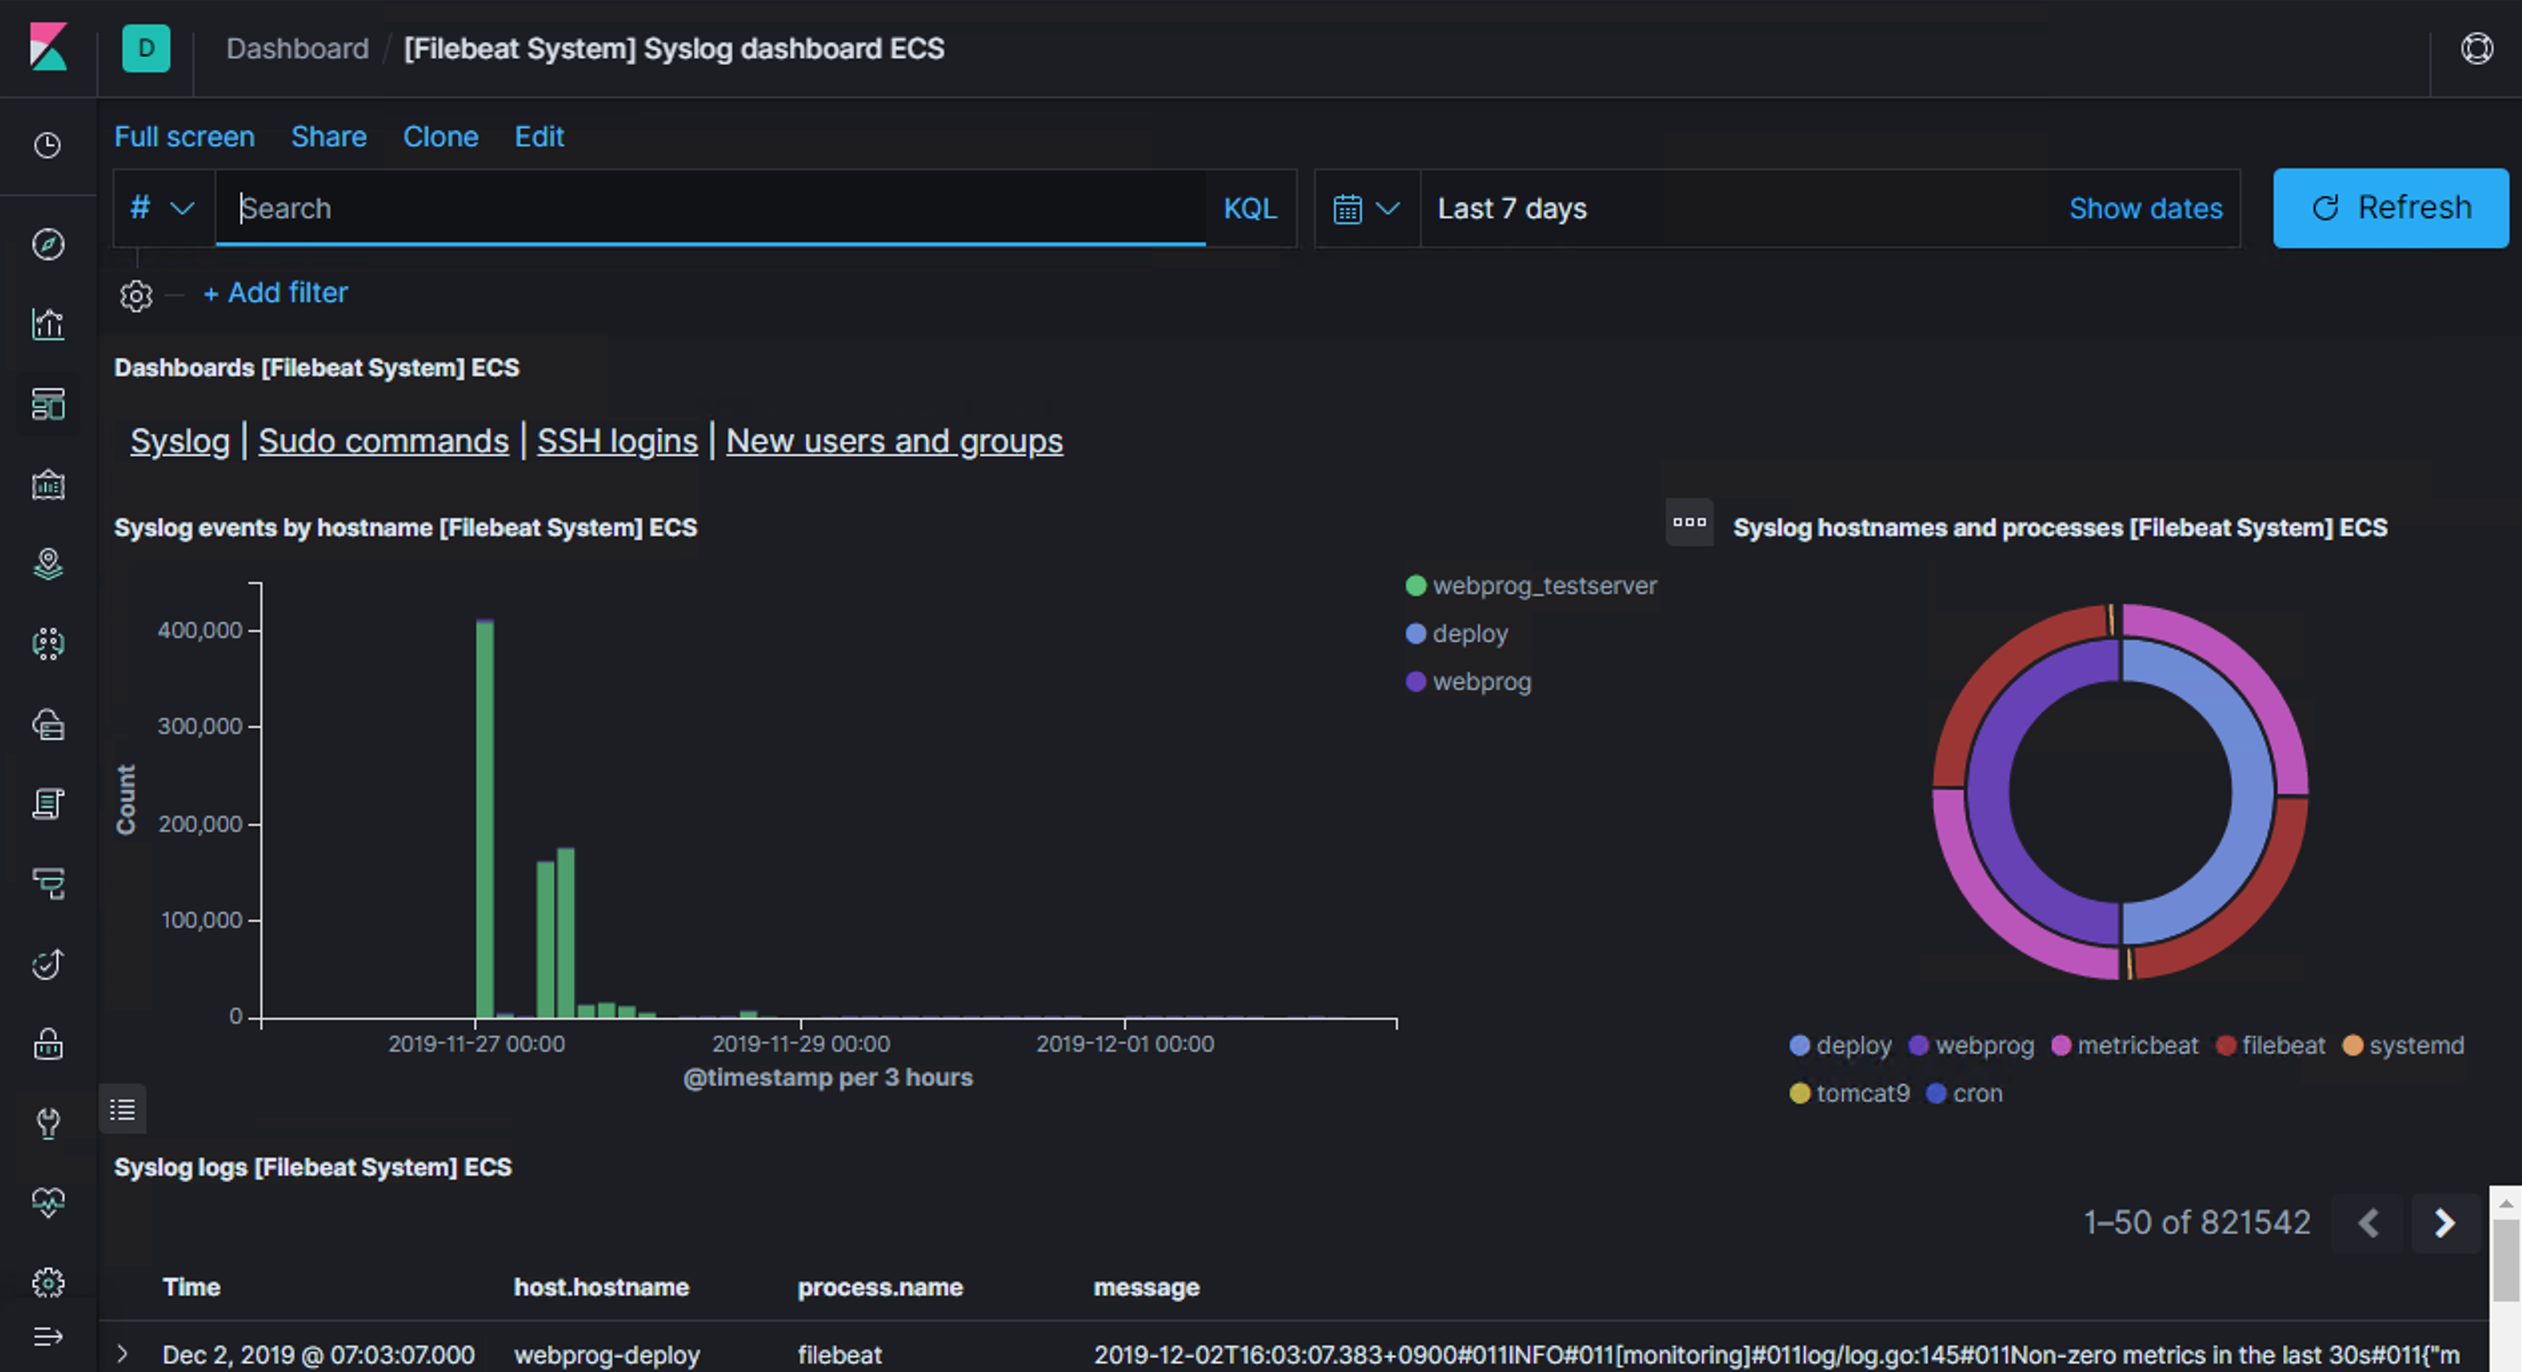 D Dashboard / [Filebeat System] Syslog dashboard ECS
Full screen Share Clone Edit
# Search KQL Last 7 days Show dates Refresh
+ Add filter
Dashboards [Filebeat System] ECS
Syslog | Sudo commands | SSH logins | New users and groups
Syslog events by hostname [Filebeat System] ECS
400,000
300,000
200,000
100,000
0
Count
2019-11-27 00:00 2019-11-29 00:00 2019-12-01 00:00
@timestamp per 3 hours
webprog_testserver
deploy
webprog
Syslog hostnames and processes [Filebeat System] ECS
deploy webprog metricbeat filebeat systemd
tomcat9 cron
Syslog logs [Filebeat System] ECS
1–50 of 821542
Time host.hostname process.name message
Dec 2, 2019 @ 07:03:07.000 webprog-deploy filebeat 2019-12-02T16:03:07.383+0900#011INFO#011[monitoring]#011log/log.go:145#011Non-zero metrics in the last 30s#011{"m